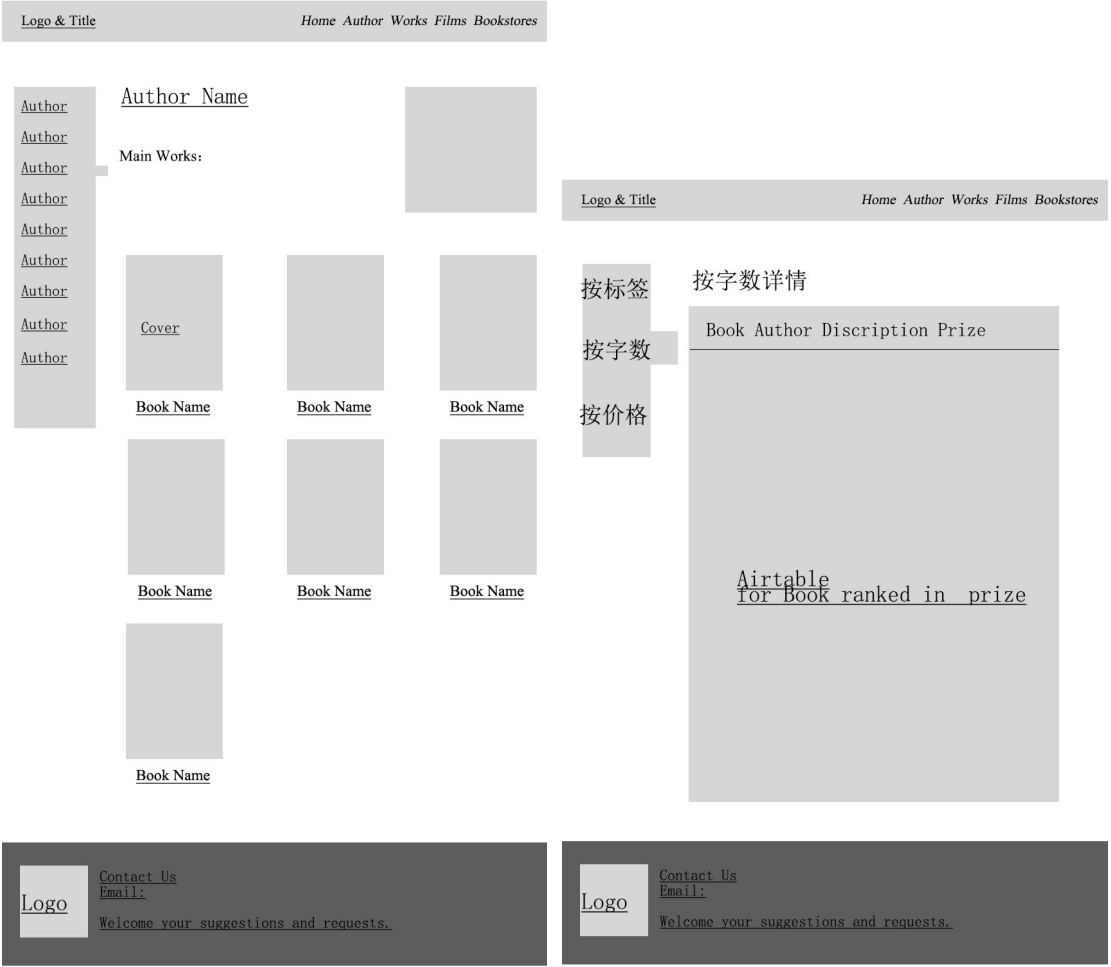 Logo & Title
Home Author Works Films Bookstores
Author
Author
Author
Author
Author
Author
Author
Author
Author
Author Name
Main Works：
Cover
Book Name
Book Name
Book Name
Book Name
Book Name
Book Name
Book Name
Logo
Contact Us
Email:
Welcome your suggestions and requests.
Logo & Title
Home Author Works Films Bookstores
按标签
按字数
按价格
按字数详情
Book Author Discription Prize
Airtable
for Book ranked in prize
Logo
Contact Us
Email:
Welcome your suggestions and requests.